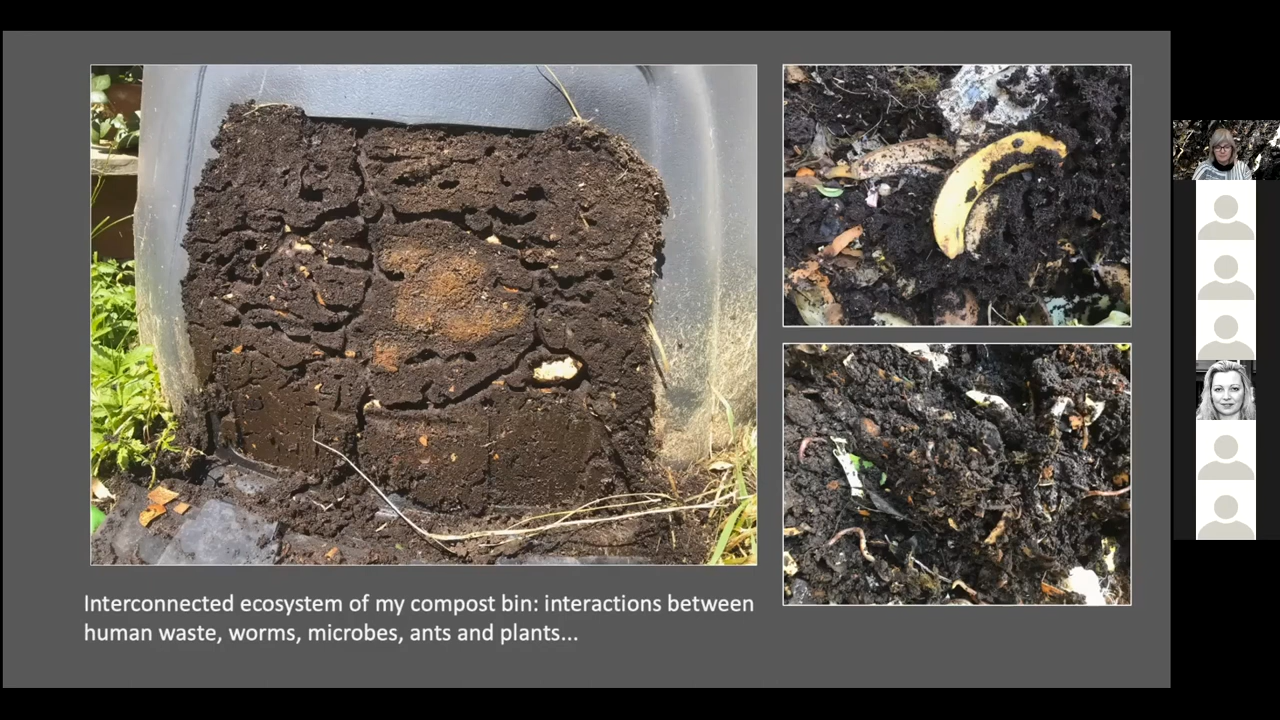 Interconnected ecosystem of my compost bin: interactions between
human waste, worms, microbes, ants and plants...